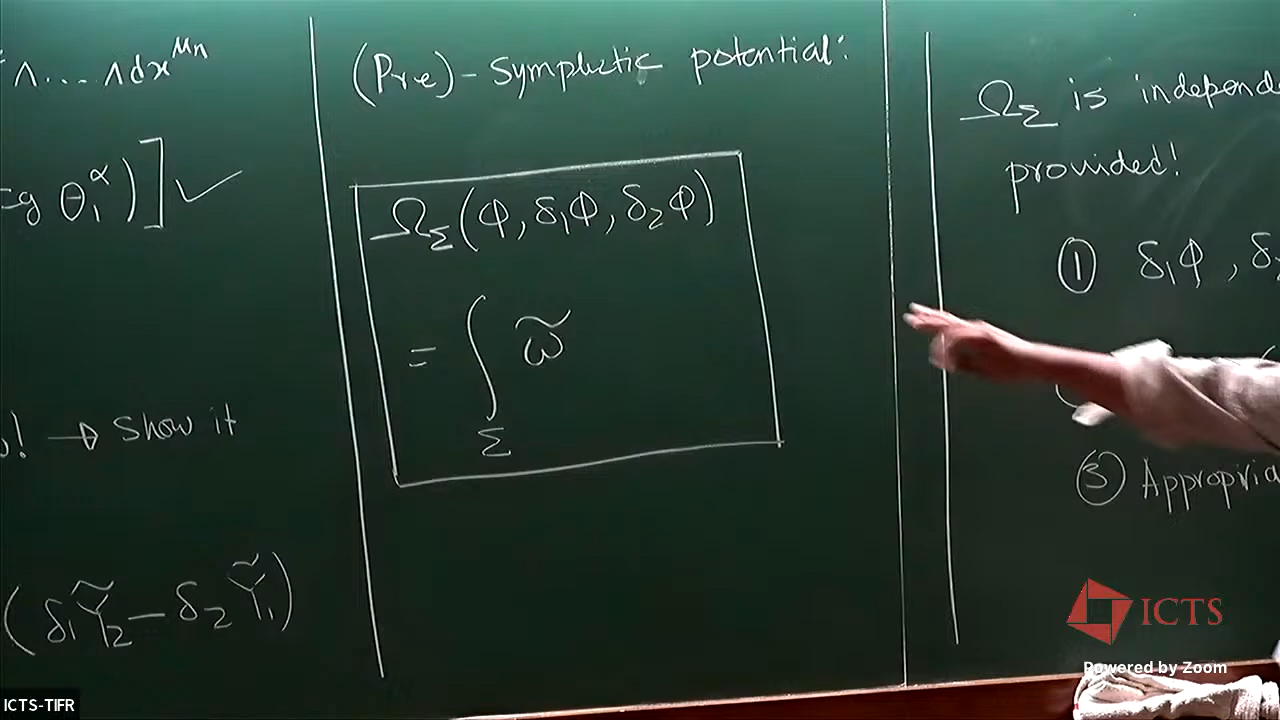 ∧ .... ∧dx^{μ_n}
cg θ_1^α)] ✓
! → Show it
(δ_1 Ỹ_2 − δ_2 Ỹ_1)
(Pre)-Symplectic potential:
Ω_Σ(φ, δ_1φ, δ_2φ)
= ∫_Σ ω̃
Ω_Σ is independe
provided!
① δ_1φ, δ
③ Appropria
ICTS
Powered by Zoom
ICTS-TIFR